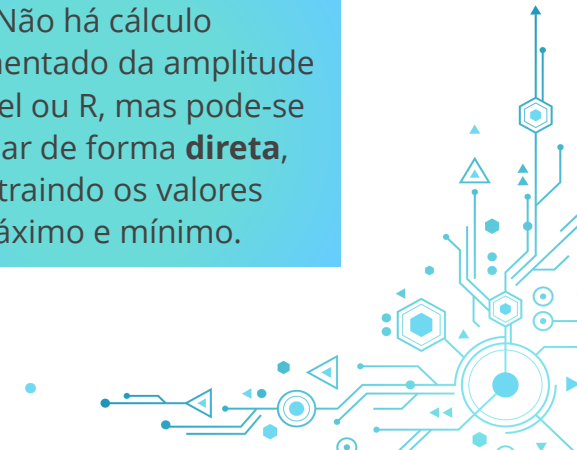 Não há cálculo
mentado da amplitude
el ou R, mas pode-se
ar de forma direta,
traindo os valores
áximo e mínimo.